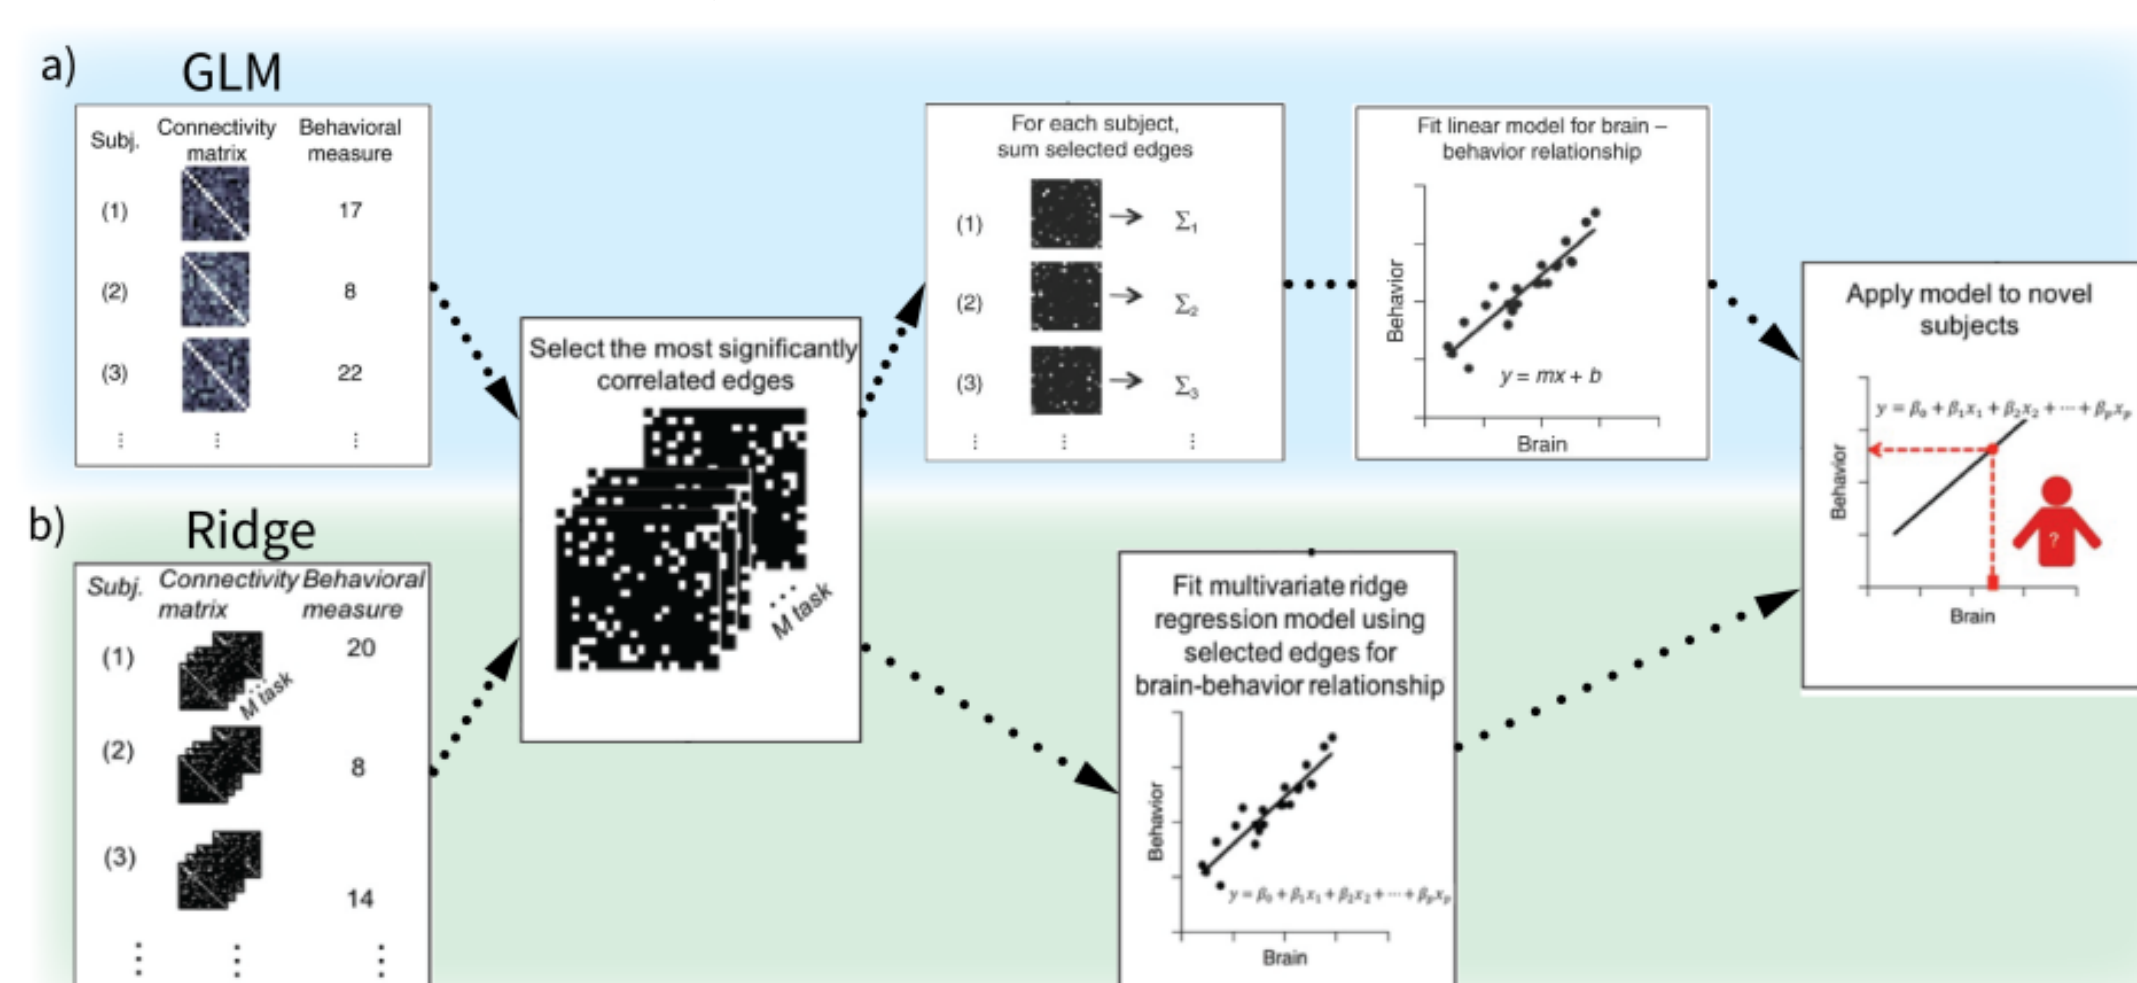 a)
GLM
Subj.
Connectivity
matrix
Behavioral
measure
(1)
17
(2)
8
(3)
22
b)
Ridge
Subj.
Connectivity
matrix
Behavioral
measure
(1)
M task
20
(2)
8
(3)
14
Select the most significantly
correlated edges
M task
For each subject,
sum selected edges
(1)
Σ₁
(2)
Σ₂
(3)
Σ₃
Fit linear model for brain –
behavior relationship
Behavior
y = mx + b
Brain
Fit multivariate ridge
regression model using
selected edges for
brain-behavior relationship
Behavior
y = β₀ + β₁x₁ + β₂x₂ + ⋯ + βₚxₚ
Brain
Apply model to novel
subjects
y = β₀ + β₁x₁ + β₂x₂ + ⋯ + βₚxₚ
Behavior
?
Brain